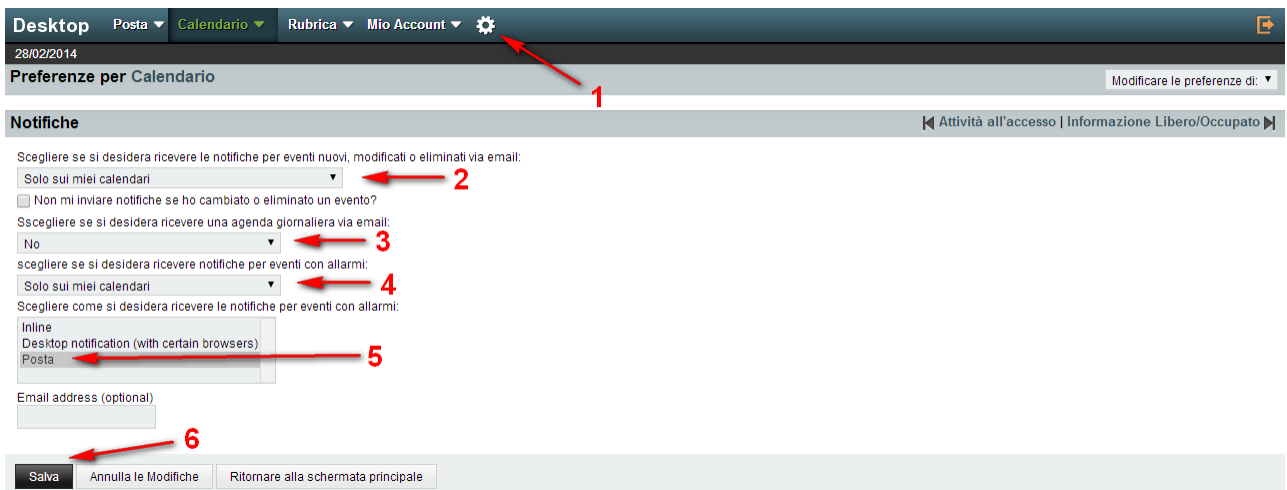 Desktop Posta Calendario Rubrica Mio Account
28/02/2014
Preferenze per Calendario
Modificare le preferenze di:
1
Notifiche
Attività all'accesso | Informazione Libero/Occupato
Scegliere se si desidera ricevere le notifiche per eventi nuovi, modificati o eliminati via email:
Solo sui miei calendari
2
Non mi inviare notifiche se ho cambiato o eliminato un evento?
Sscegliere se si desidera ricevere una agenda giornaliera via email:
No
3
scegliere se si desidera ricevere notifiche per eventi con allarmi:
Solo sui miei calendari
4
Scegliere come si desidera ricevere le notifiche per eventi con allarmi:
Inline
Desktop notification (with certain browsers)
Posta
5
Email address (optional)
6
Salva Annulla le Modifiche Ritornare alla schermata principale